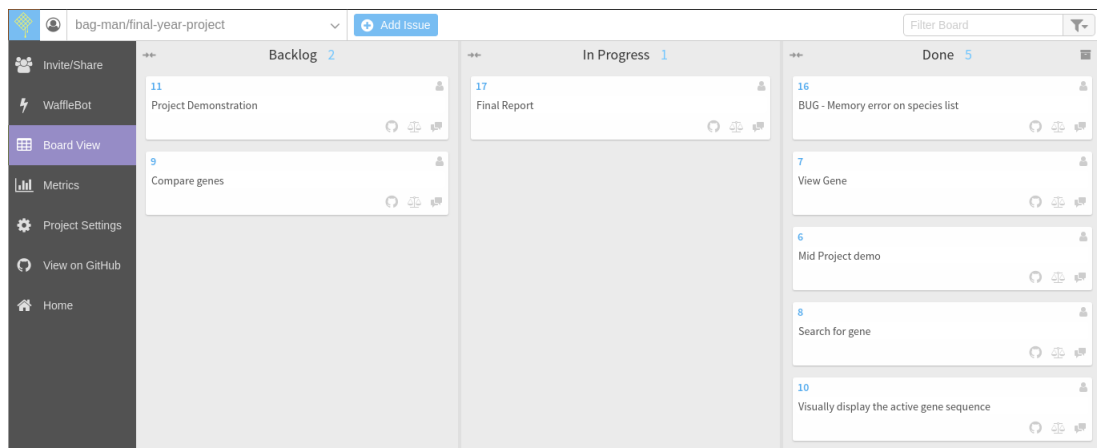 bag-man/final-year-project
Add Issue
Filter Board
Invite/Share
WaffleBot
Board View
Metrics
Project Settings
View on GitHub
Home
Backlog 2
11
Project Demonstration
9
Compare genes
In Progress 1
17
Final Report
Done 5
16
BUG - Memory error on species list
7
View Gene
6
Mid Project demo
8
Search for gene
10
Visually display the active gene sequence